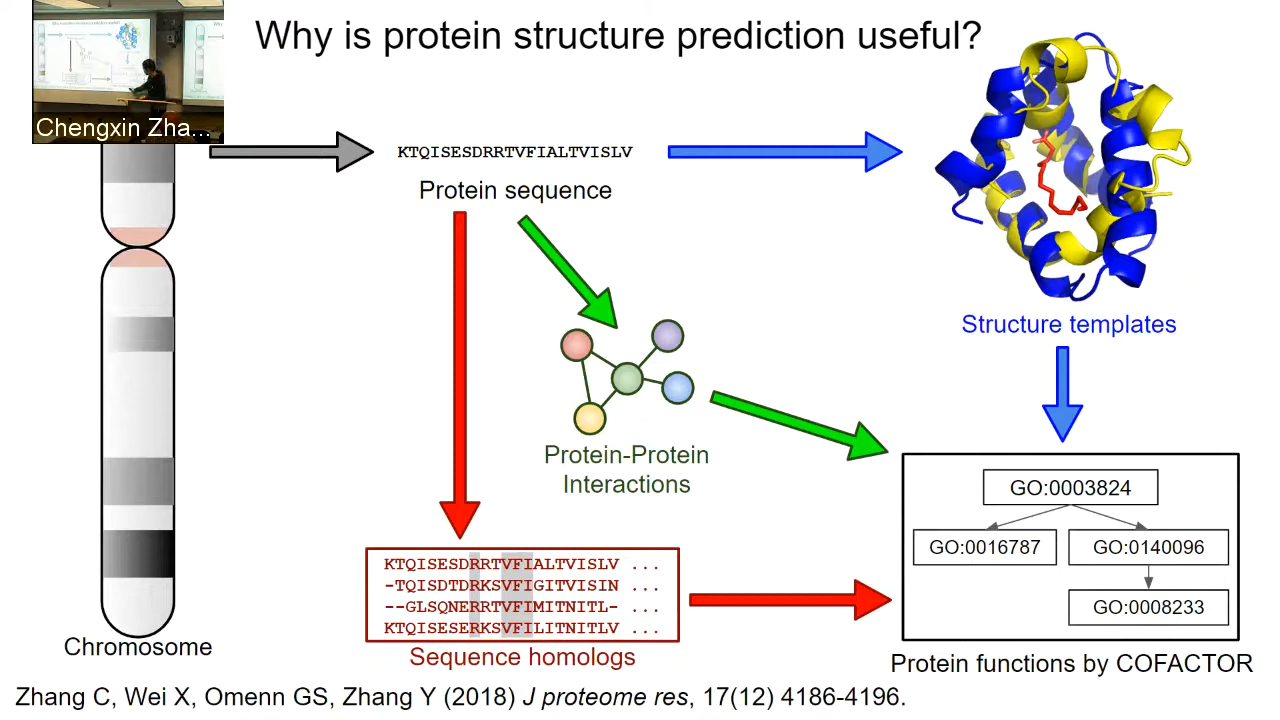 Why is protein structure prediction useful?
Chengxin Zha...
KTQISESDRRTVFIALTVISLV
Protein sequence
Structure templates
Protein-Protein
Interactions
GO:0003824
GO:0016787
GO:0140096
GO:0008233
KTQISESDRRTVFIALTVISLV ...
-TQISDTDRKSVFIGITVISIN ...
--GLSQNERRTVFIMITNITL- ...
KTQISESERKSVFILITNITLV ...
Chromosome
Sequence homologs
Protein functions by COFACTOR
Zhang C, Wei X, Omenn GS, Zhang Y (2018) J proteome res, 17(12) 4186-4196.